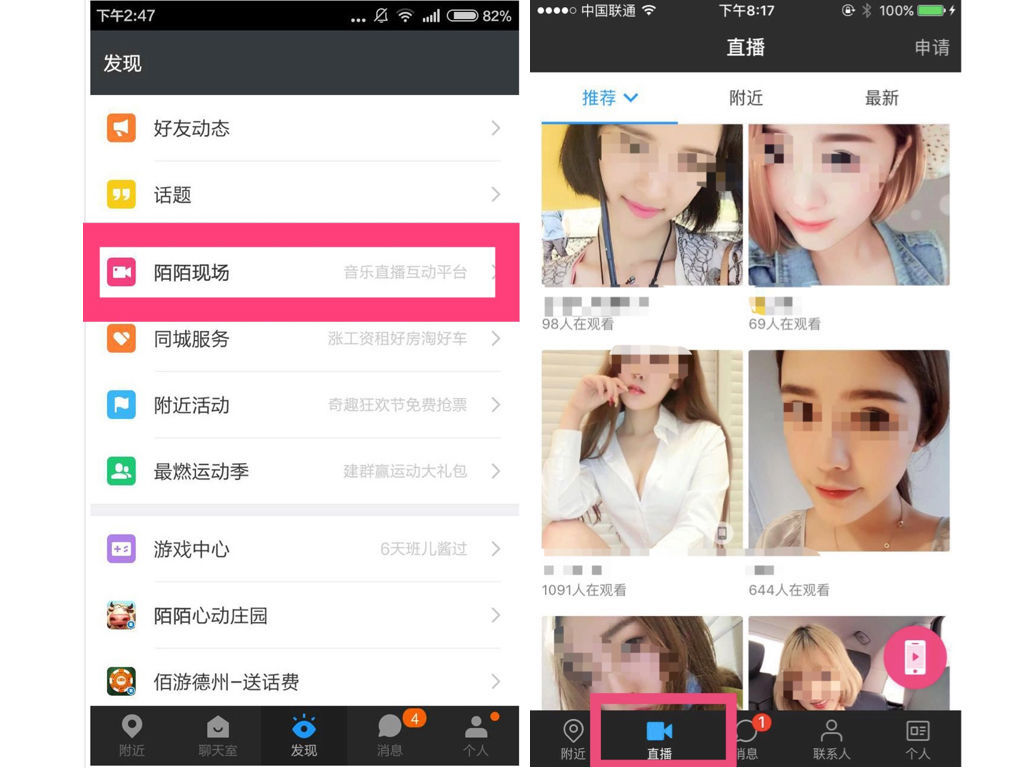 下午2:47
82%
发现
好友动态
话题
陌陌现场 音乐直播互动平台
同城服务 涨工资租好房淘好车
附近活动 奇趣狂欢节免费抢票
最燃运动季 建群赢运动大礼包
游戏中心 6天班儿酱过
陌陌心动庄园
佰游德州-送话费
附近
聊天室
发现
4
消息
个人
中国联通
下午8:17
100%
直播
申请
推荐
附近
最新
98人在观看
69人在观看
1091人在观看
644人在观看
附近
直播
1
消息
联系人
个人